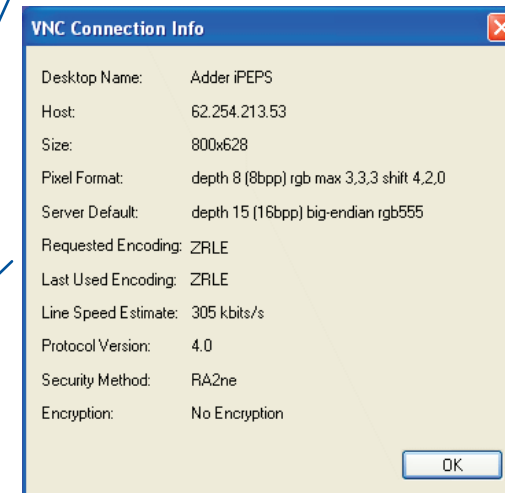 VNC Connection Info
Desktop Name: Adder iPEPS
Host: 62.254.213.53
Size: 800x628
Pixel Format: depth 8 (8bpp) rgb max 3,3,3 shift 4,2,0
Server Default: depth 15 (16bpp) big-endian rgb555
Requested Encoding: ZRLE
Last Used Encoding: ZRLE
Line Speed Estimate: 305 kbits/s
Protocol Version: 4.0
Security Method: RA2ne
Encryption: No Encryption
OK